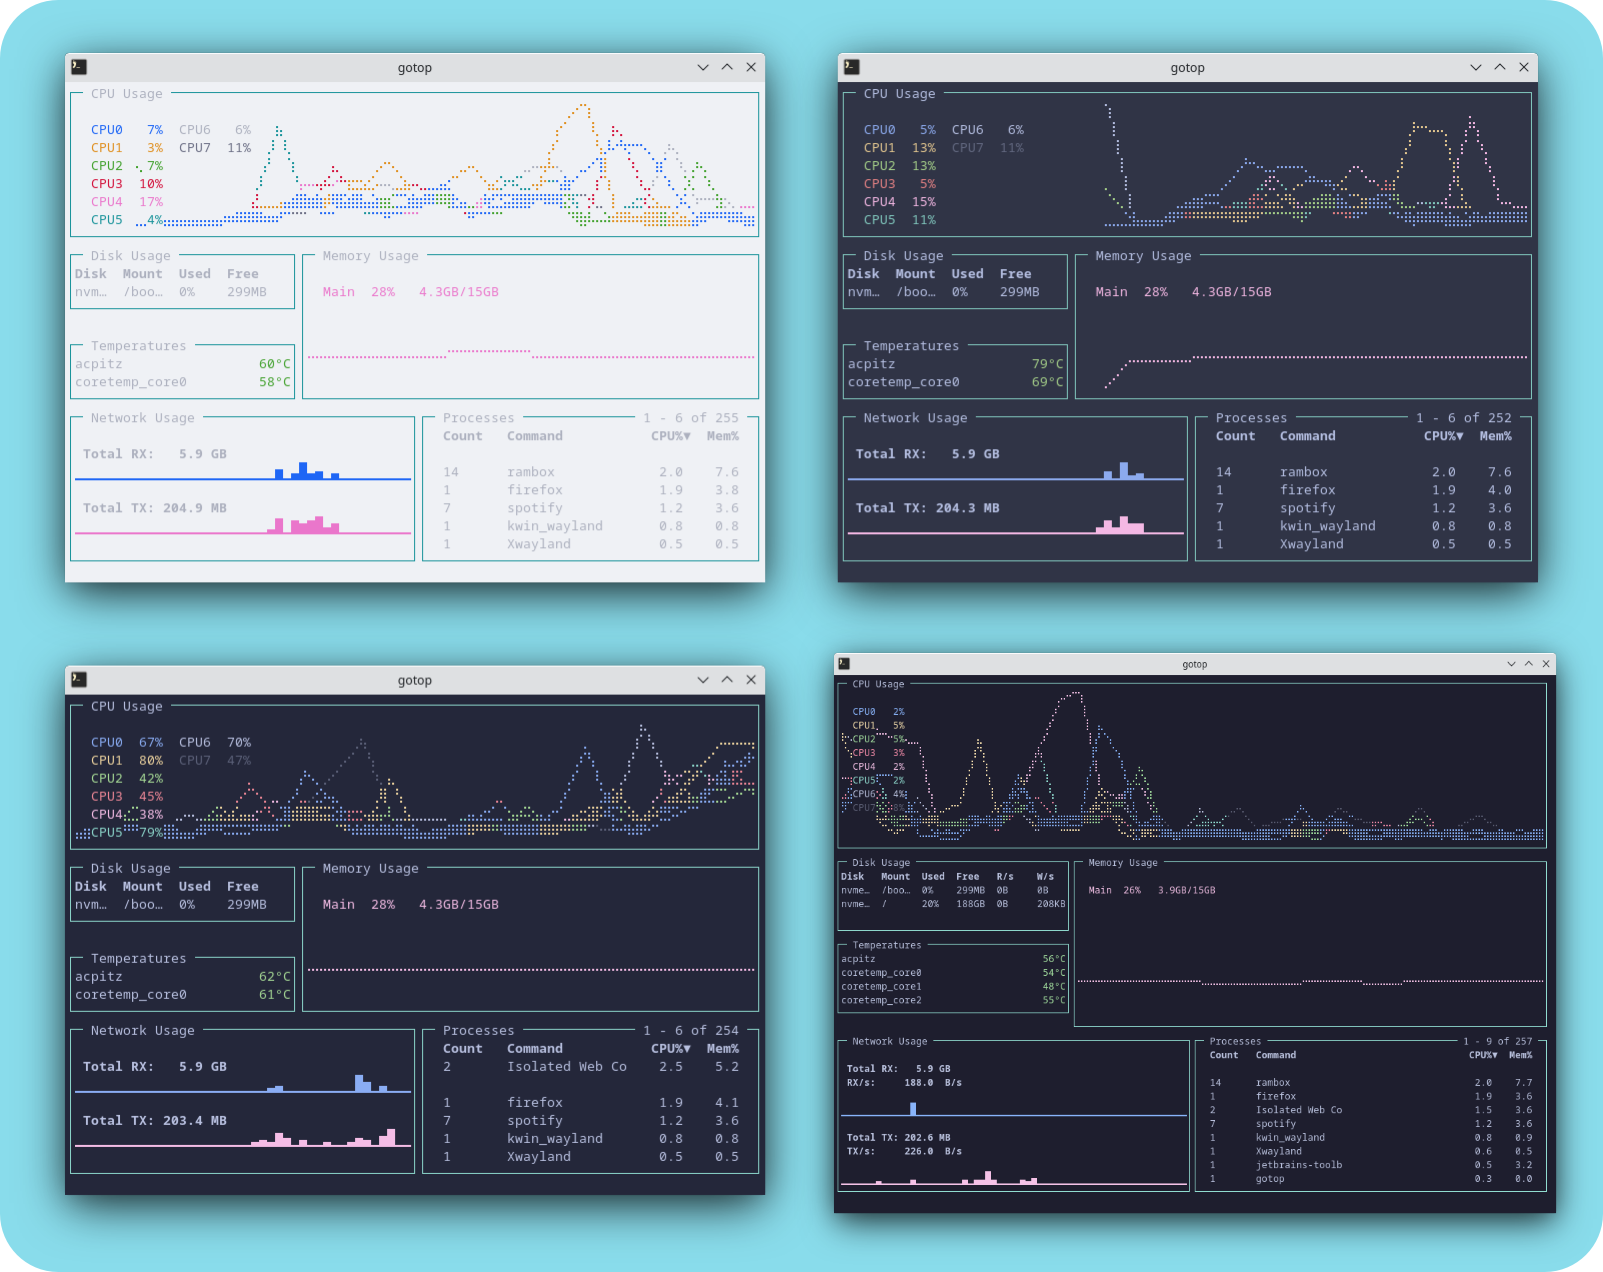 gotop
CPU Usage
CPU0 7% CPU6 6%
CPU1 3% CPU7 11%
CPU2 7%
CPU3 10%
CPU4 17%
CPU5 4%
Disk Usage
Disk Mount Used Free
nvm… /boo… 0% 299MB
Memory Usage
Main 28% 4.3GB/15GB
Temperatures
acpitz 60°C
coretemp_core0 58°C
Network Usage
Total RX: 5.9 GB
Total TX: 204.9 MB
Processes 1 - 6 of 255
Count Command CPU%▼ Mem%
14 rambox 2.0 7.6
1 firefox 1.9 3.8
7 spotify 1.2 3.6
1 kwin_wayland 0.8 0.8
1 Xwayland 0.5 0.5
gotop
CPU Usage
CPU0 5% CPU6 6%
CPU1 13% CPU7 11%
CPU2 13%
CPU3 5%
CPU4 15%
CPU5 11%
Disk Usage
Disk Mount Used Free
nvm… /boo… 0% 299MB
Memory Usage
Main 28% 4.3GB/15GB
Temperatures
acpitz 79°C
coretemp_core0 69°C
Network Usage
Total RX: 5.9 GB
Total TX: 204.3 MB
Processes 1 - 6 of 252
Count Command CPU%▼ Mem%
14 rambox 2.0 7.6
1 firefox 1.9 4.0
7 spotify 1.2 3.6
1 kwin_wayland 0.8 0.8
1 Xwayland 0.5 0.5
gotop
CPU Usage
CPU0 67% CPU6 70%
CPU1 80% CPU7 47%
CPU2 42%
CPU3 45%
CPU4 38%
CPU5 79%
Disk Usage
Disk Mount Used Free
nvm… /boo… 0% 299MB
Memory Usage
Main 28% 4.3GB/15GB
Temperatures
acpitz 62°C
coretemp_core0 61°C
Network Usage
Total RX: 5.9 GB
Total TX: 203.4 MB
Processes 1 - 6 of 254
Count Command CPU%▼ Mem%
2 Isolated Web Co 2.5 5.2
1 firefox 1.9 4.1
7 spotify 1.2 3.6
1 kwin_wayland 0.8 0.8
1 Xwayland 0.5 0.5
gotop
CPU Usage
CPU0 2%
CPU1 5%
CPU2 5%
CPU3 3%
CPU4 2%
CPU5 2%
CPU6 4%
CPU7 8%
Disk Usage
Disk Mount Used Free R/s W/s
nvme… /boo… 0% 299MB 0B 0B
nvme… / 20% 188GB 0B 208KB
Memory Usage
Main 26% 3.9GB/15GB
Temperatures
acpitz 56°C
coretemp_core0 54°C
coretemp_core1 48°C
coretemp_core2 55°C
Network Usage
Total RX: 5.9 GB
RX/s: 188.0 B/s
Total TX: 202.6 MB
TX/s: 226.0 B/s
Processes 1 - 9 of 257
Count Command CPU%▼ Mem%
14 rambox 2.0 7.7
1 firefox 1.9 3.6
2 Isolated Web Co 1.5 3.6
7 spotify 1.2 3.6
1 kwin_wayland 0.8 0.9
1 Xwayland 0.6 0.5
1 jetbrains-toolb 0.5 3.2
1 gotop 0.3 0.0